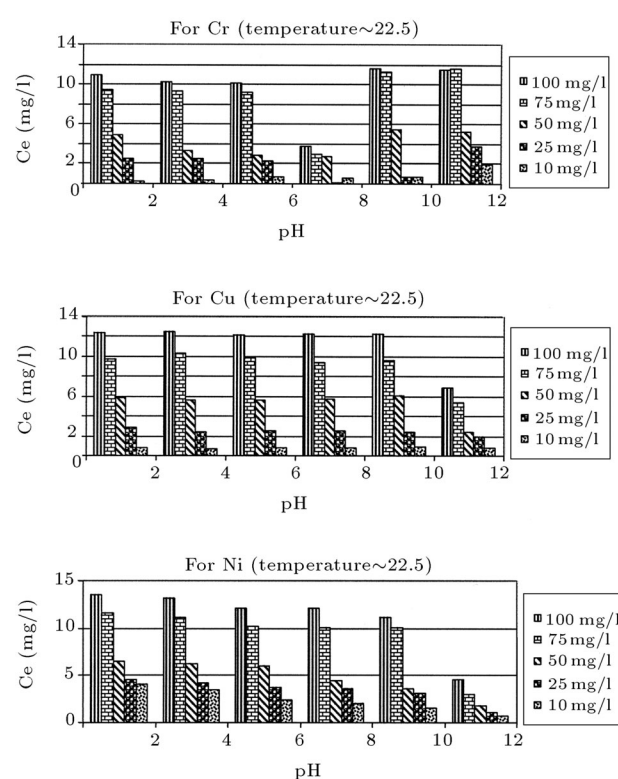 For Cr (temperature~22.5)
14
10
6
2
0
Ce (mg/l)
2 4 6 8 10 12
pH
100 mg/l
75 mg/l
50 mg/l
25 mg/l
10 mg/l
For Cu (temperature~22.5)
14
10
6
2
0
Ce (mg/l)
2 4 6 8 10 12
pH
100 mg/l
75 mg/l
50 mg/l
25 mg/l
10 mg/l
For Ni (temperature~22.5)
15
10
5
0
Ce (mg/l)
2 4 6 8 10 12
pH
100 mg/l
75 mg/l
50 mg/l
25 mg/l
10 mg/l